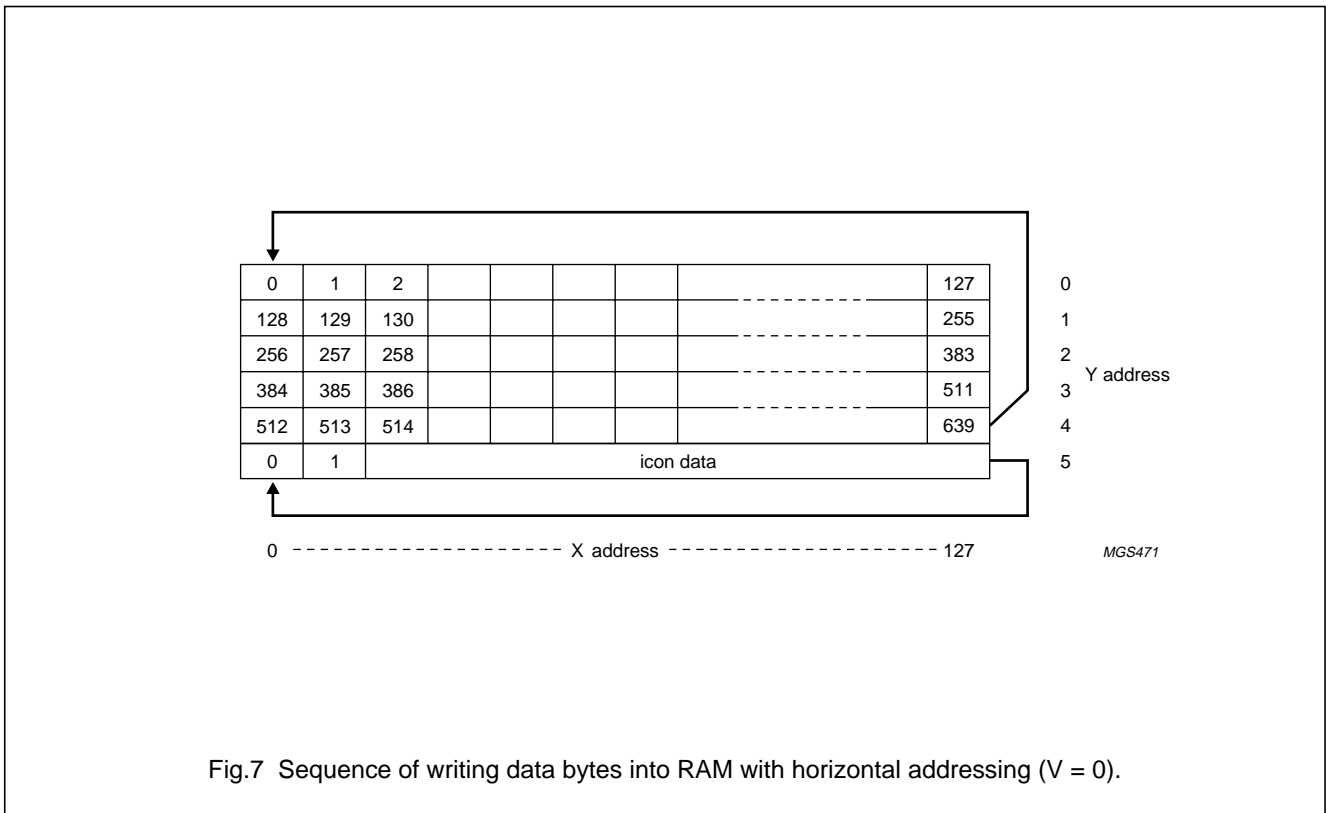 0 1 2 127 0
128 129 130 255 1
256 257 258 383 2
Y address
384 385 386 511 3
512 513 514 639 4
0 1 icon data 5
0 X address 127 MGS471
Fig.7 Sequence of writing data bytes into RAM with horizontal addressing (V = 0).